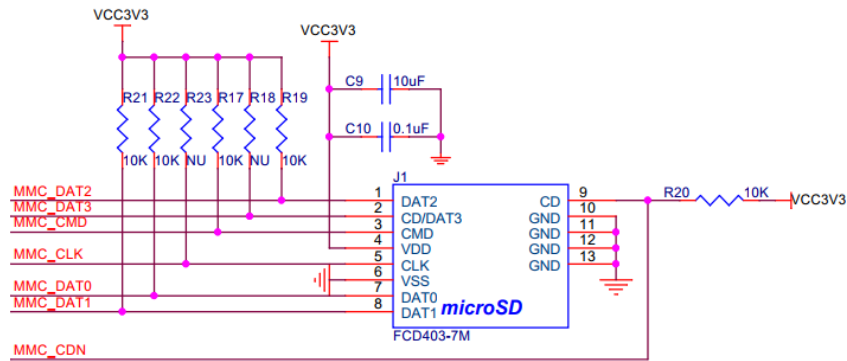 VCC3V3
VCC3V3
R21 R22 R23 R17 R18 R19
10K 10K NU 10K NU 10K
C9 10uF
C10 0.1uF
J1
MMC_DAT2 1 DAT2 CD 9 R20 10K VCC3V3
MMC_DAT3 2 CD/DAT3 GND 10
MMC_CMD 3 CMD GND 11
4 VDD GND 12
MMC_CLK 5 CLK GND 13
6 VSS
MMC_DAT0 7 DAT0
MMC_DAT1 8 DAT1
microSD
FCD403-7M
MMC_CDN